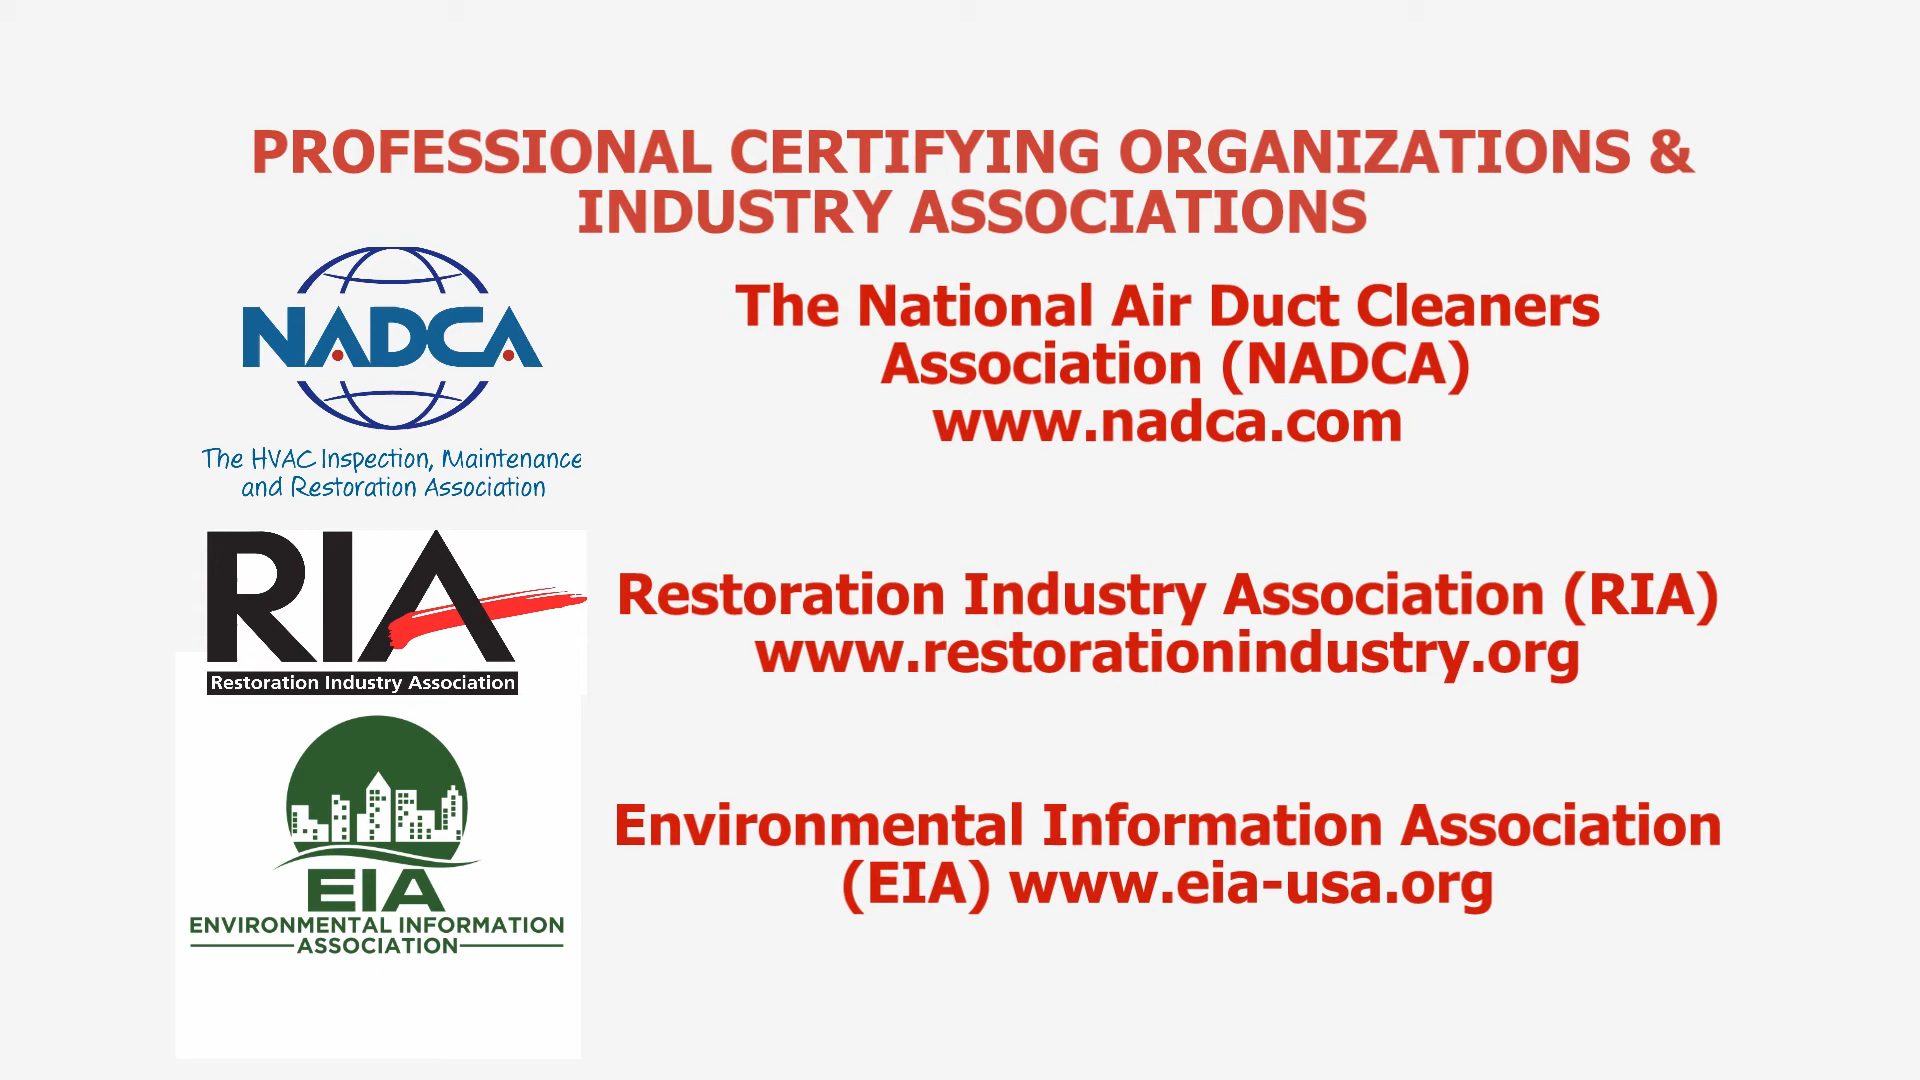 PROFESSIONAL CERTIFYING ORGANIZATIONS &
INDUSTRY ASSOCIATIONS
NADCA
The HVAC Inspection, Maintenance
and Restoration Association
The National Air Duct Cleaners
Association (NADCA)
www.nadca.com
RIA
Restoration Industry Association
Restoration Industry Association (RIA)
www.restorationindustry.org
EIA
ENVIRONMENTAL INFORMATION
ASSOCIATION
Environmental Information Association
(EIA) www.eia-usa.org